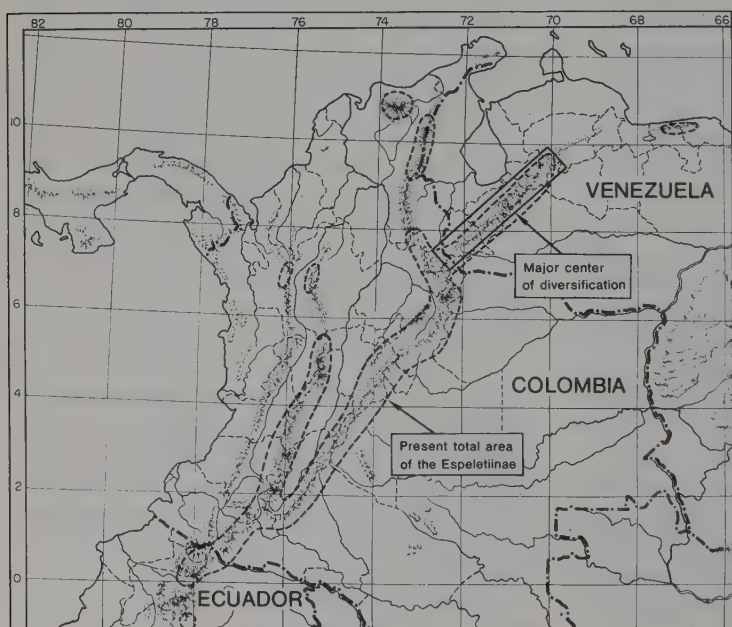 82 80 78 76 74 72 70 68 66
10
VENEZUELA
8
Major center
of diversification
6
4
COLOMBIA
Present total area
of the Espeletiinae
2
0
ECUADOR